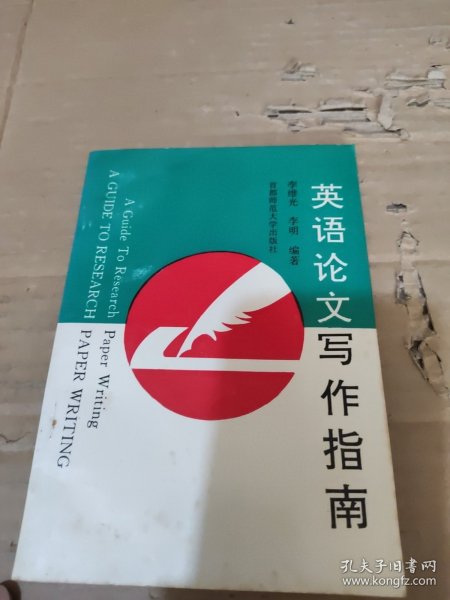 英语论文写作指南
李维光 李明 编著
首都师范大学出版社
A Guide To Research Paper Writing
A GUIDE TO RESEARCH PAPER WRITING
孔夫子旧书网
www.kongfz.com